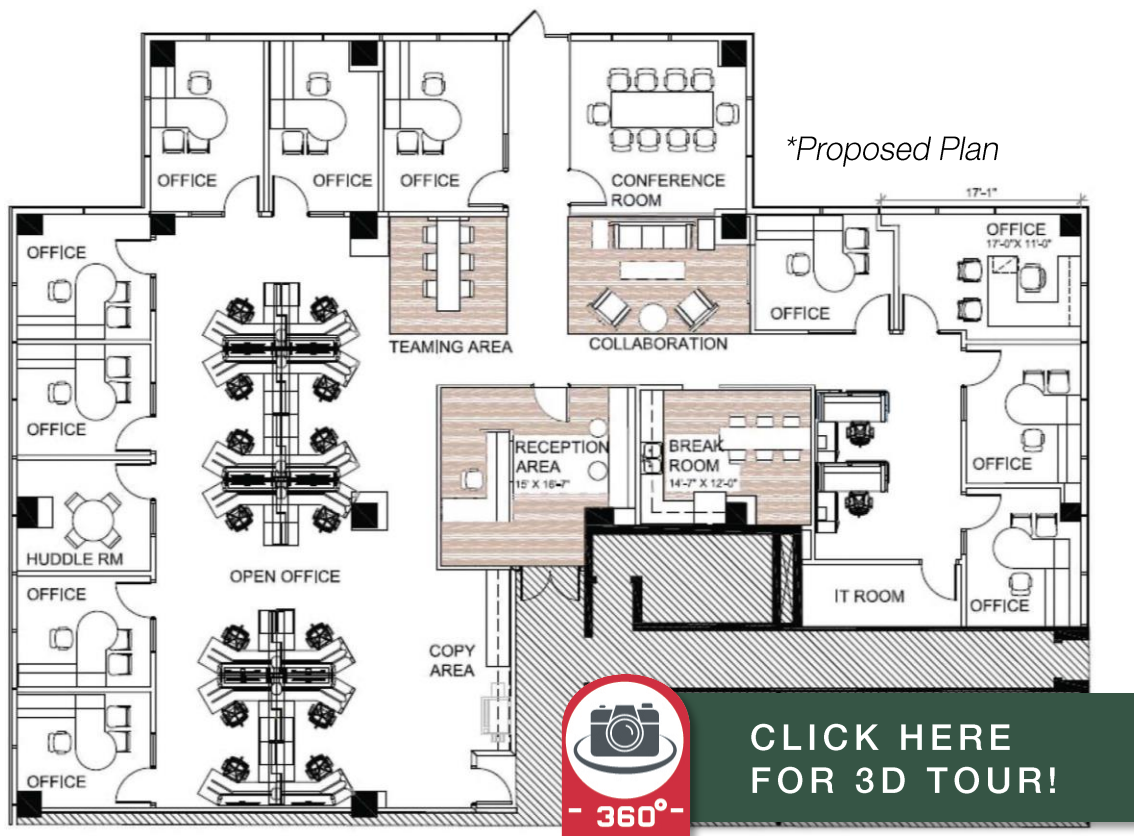 *Proposed Plan
17'-1"
OFFICE
OFFICE
OFFICE
CONFERENCE
ROOM
OFFICE
OFFICE
17'-0"X 11'-0"
OFFICE
TEAMING AREA
COLLABORATION
OFFICE
RECEPTION
AREA
15' X 16'-7"
BREAK
ROOM
14'-7" X 12'-0"
OFFICE
HUDDLE RM
OPEN OFFICE
OFFICE
IT ROOM
OFFICE
COPY
AREA
OFFICE
- 360° -
CLICK HERE
FOR 3D TOUR!